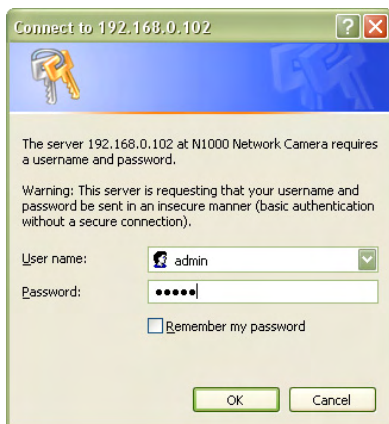 Connect to 192.168.0.102
The server 192.168.0.102 at N1000 Network Camera requires
a username and password.
Warning: This server is requesting that your username and
password be sent in an insecure manner (basic authentication
without a secure connection).
User name:
admin
Password:
•••••
Remember my password
OK
Cancel